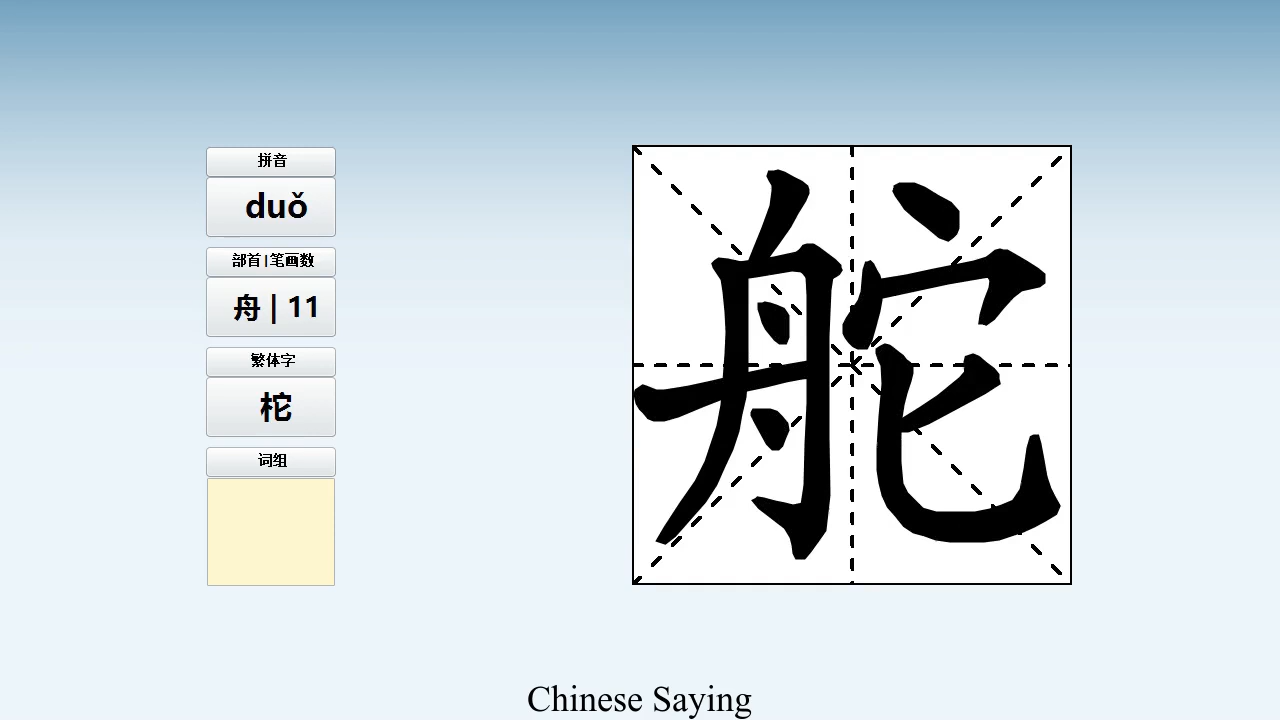 拼音
duǒ
部首|笔画数
舟 | 11
繁体字
柁
词组
舵
Chinese Saying